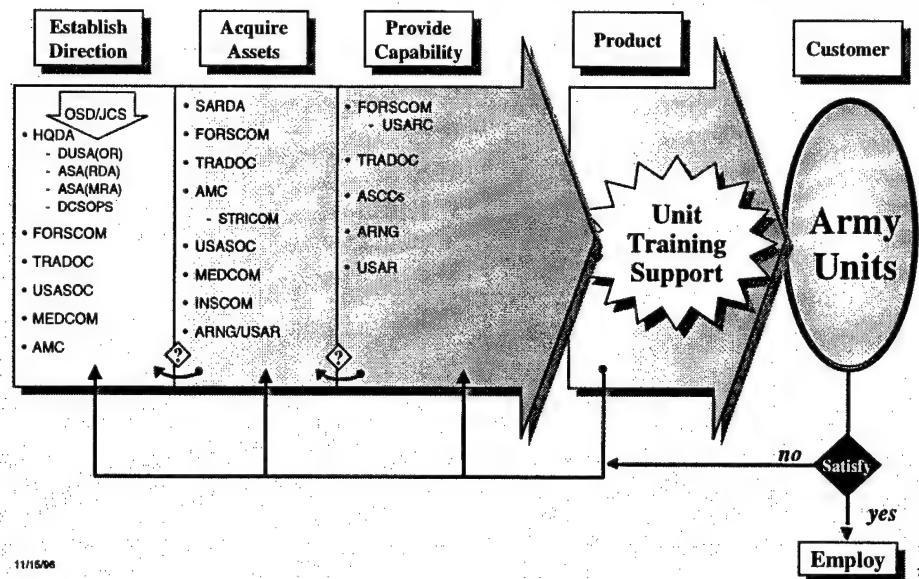 Establish
Direction
Acquire
Assets
Provide
Capability
Product
Customer
OSD/JCS
• HQDA
- DUSA(OR)
- ASA(RDA)
- ASA(MRA)
- DCSOPS
• FORSCOM
• TRADOC
• USASOC
• MEDCOM
• AMC
• SARDA
• FORSCOM
• TRADOC
• AMC
- STRICOM
• USASOC
• MEDCOM
• INSCOM
• ARNG/USAR
• FORSCOM
- USARC
• TRADOC
• ASCCs
• ARNG
• USAR
?
?
Unit
Training
Support
Army
Units
Satisfy
no
yes
Employ
11/15/96